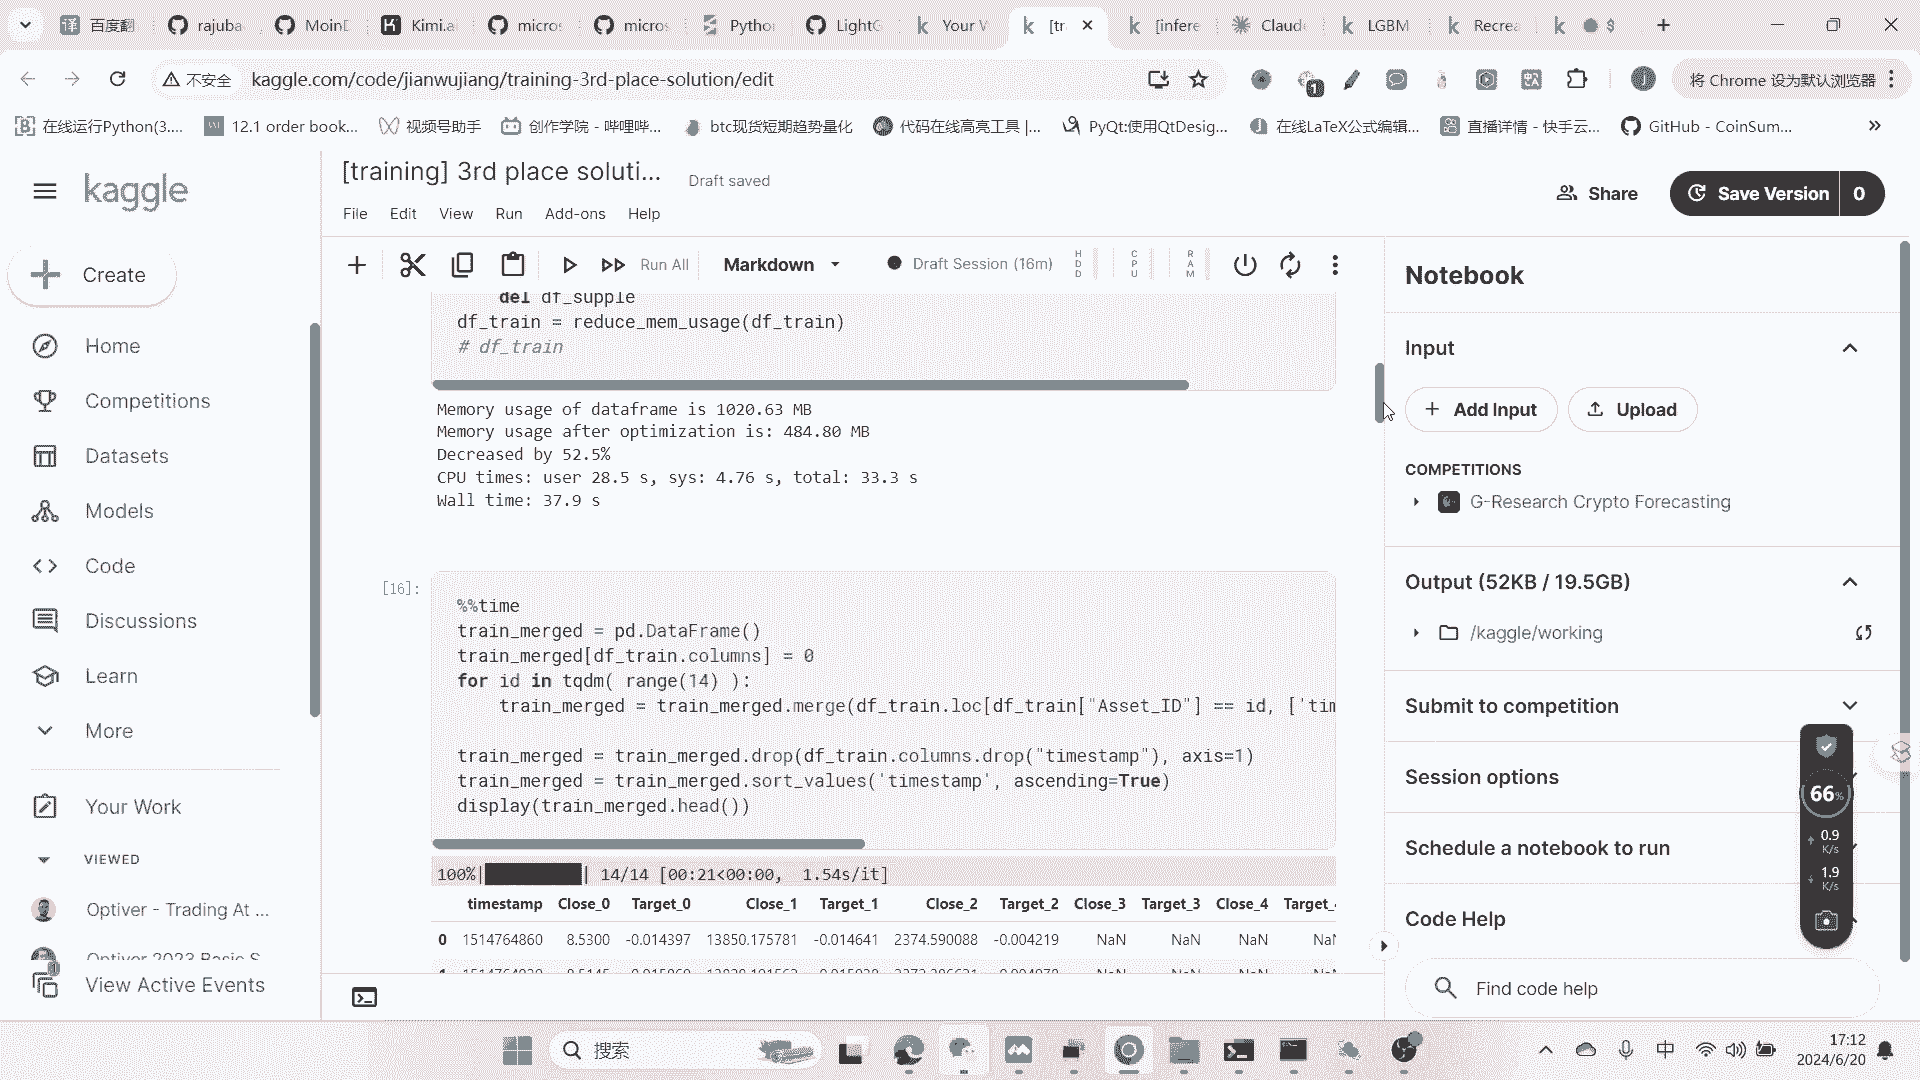 百度翻
rajuba
MoinD
Kimi.a
micros
micros
Python
LightG
Your W
[tr
[infere
Claud
LGBM
Recrea
$
不安全
kaggle.com/code/jianwujiang/training-3rd-place-solution/edit
1
J
将 Chrome 设为默认浏览器
在线运行Python(3....
12.1 order book...
视频号助手
创作学院 - 哔哩哔...
btc现货短期趋势量化
代码在线高亮工具 |...
PyQt:使用QtDesig...
在线LaTeX公式编辑...
直播详情 - 快手云...
GitHub - CoinSum...
kaggle
Create
Home
Competitions
Datasets
Models
Code
Discussions
Learn
More
Your Work
VIEWED
Optiver - Trading At ...
Optiver 2023 Basic S
View Active Events
[training] 3rd place soluti...
Draft saved
File Edit View Run Add-ons Help
Share
Save Version 0
Run All
Markdown
Draft Session (16m)
HDD
CPU
RAM
del df_supple
df_train = reduce_mem_usage(df_train)
# df_train
Memory usage of dataframe is 1020.63 MB
Memory usage after optimization is: 484.80 MB
Decreased by 52.5%
CPU times: user 28.5 s, sys: 4.76 s, total: 33.3 s
Wall time: 37.9 s
[16]:
%%time
train_merged = pd.DataFrame()
train_merged[df_train.columns] = 0
for id in tqdm( range(14) ):
train_merged = train_merged.merge(df_train.loc[df_train["Asset_ID"] == id, ['tim
train_merged = train_merged.drop(df_train.columns.drop("timestamp"), axis=1)
train_merged = train_merged.sort_values('timestamp', ascending=True)
display(train_merged.head())
100%| | 14/14 [00:21<00:00, 1.54s/it]
timestamp Close_0 Target_0 Close_1 Target_1 Close_2 Target_2 Close_3 Target_3 Close_4 Target_
0 1514764860 8.5300 -0.014397 13850.175781 -0.014641 2374.590088 -0.004219 NaN NaN NaN NaN
Notebook
Input
Add Input
Upload
COMPETITIONS
G-Research Crypto Forecasting
Output (52KB / 19.5GB)
/kaggle/working
Submit to competition
Session options
Schedule a notebook to run
Code Help
Find code help
66%
0.9
K/s
1.9
K/s
搜索
中
17:12
2024/6/20